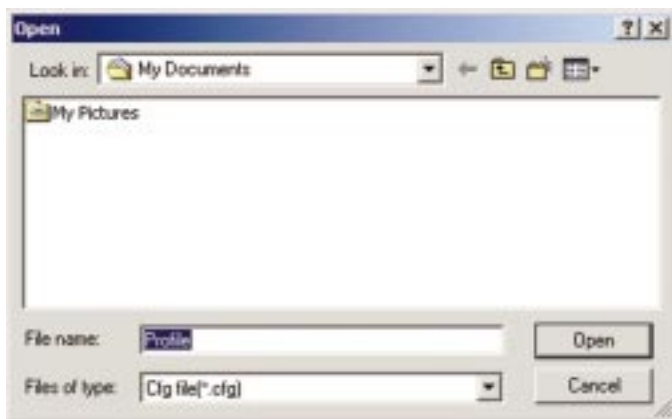 Open
Look in: My Documents
My Pictures
File name: Profile Open
Files of type: Cfg file(*.cfg) Cancel